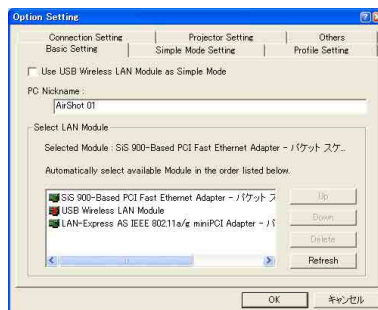 Option Setting
Connection Setting
Projector Setting
Others
Basic Setting
Simple Mode Setting
Profile Setting
Use USB Wireless LAN Module as Simple Mode
PC Nickname :
AirShot 01
Select LAN Module
Selected Module : SiS 900-Based PCI Fast Ethernet Adapter - パケット スケ...
Automatically select available Module in the order listed below.
SiS 900-Based PCI Fast Ethernet Adapter - パケット ス
USB Wireless LAN Module
LAN-Express AS IEEE 802.11a/g miniPCI Adapter - パ
Up
Down
Delete
Refresh
OK
キャンセル